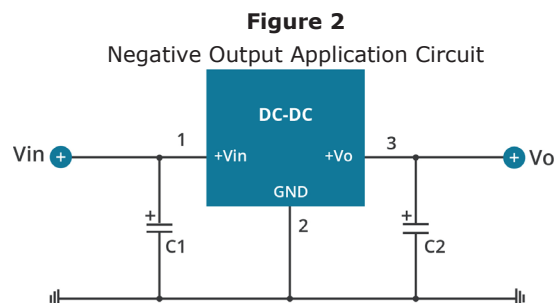 Figure 2
Negative Output Application Circuit
DC-DC
1
3
Vin +
+Vin
+Vo
+ Vo
GND
2
+
C1
+
C2